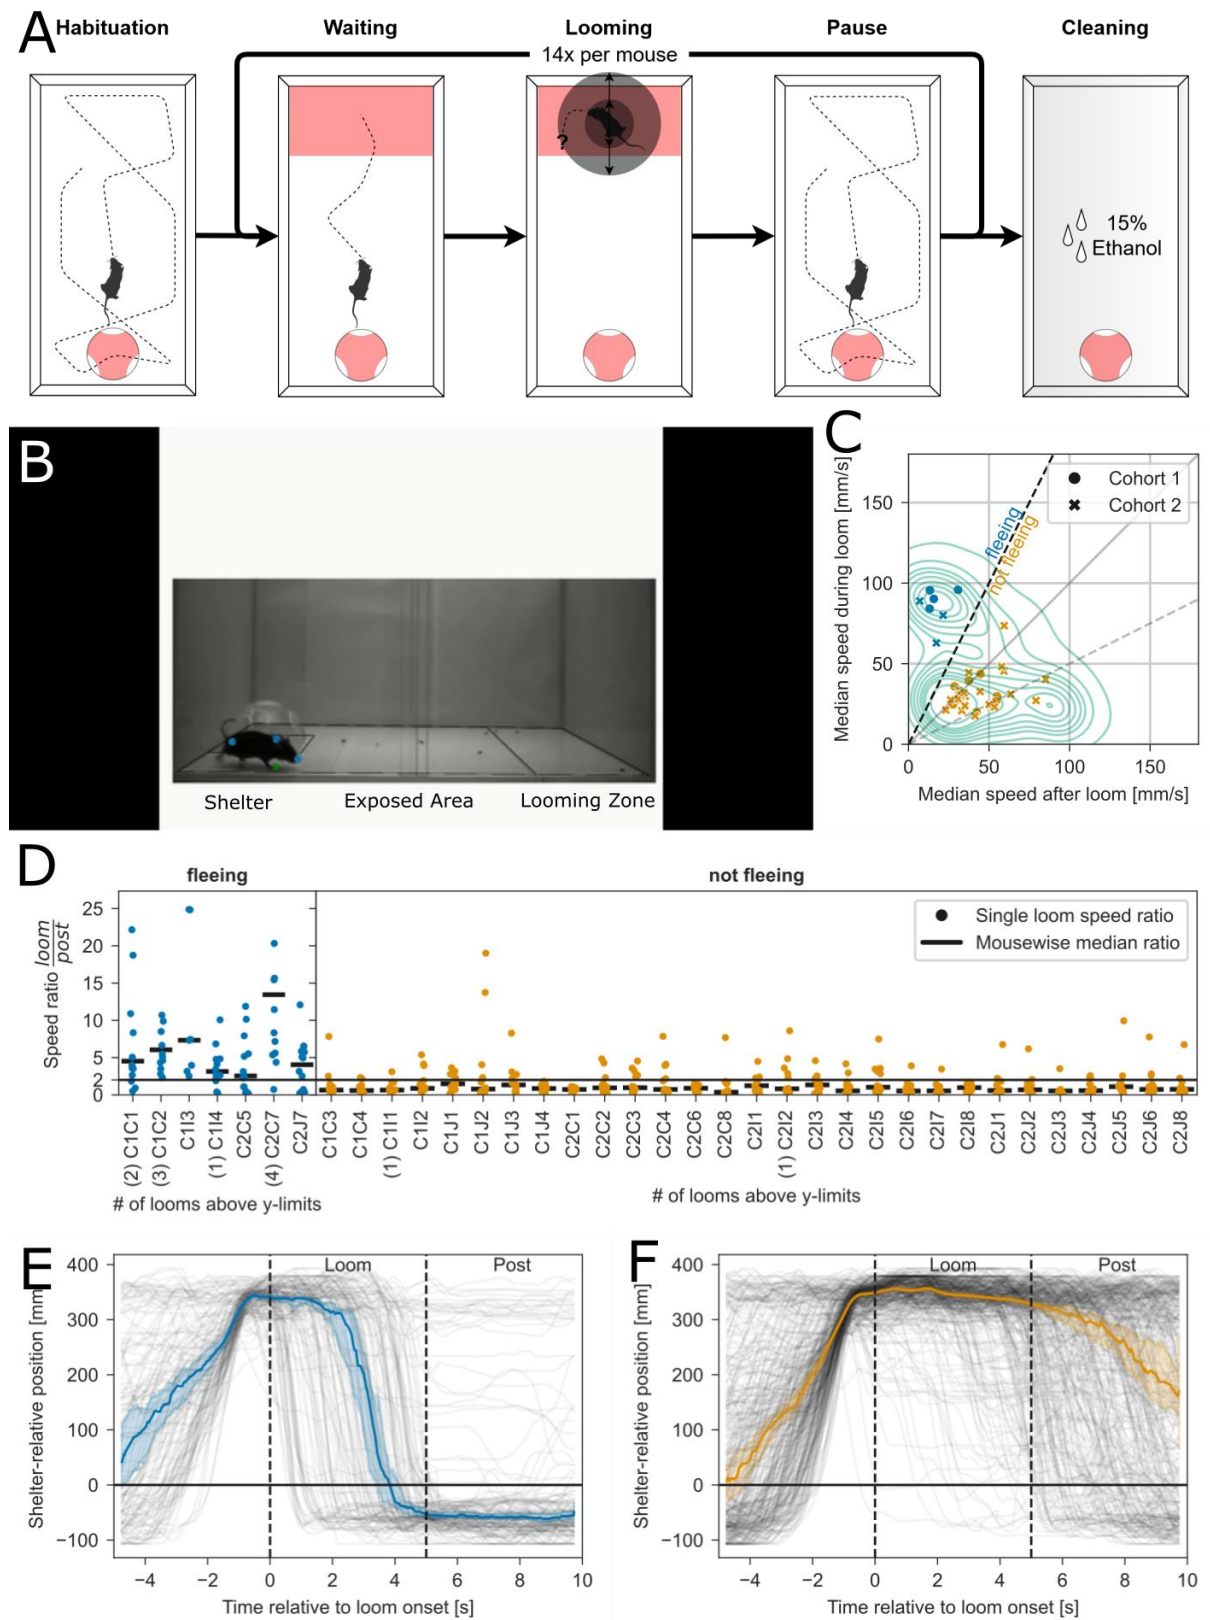 A
Habituation
Waiting
Looming
Pause
Cleaning
14x per mouse
?
15%
Ethanol
B
Shelter
Exposed Area
Looming Zone
C
Median speed during loom [mm/s]
150
100
50
0
fleeing
not fleeing
Cohort 1
Cohort 2
0 50 100 150
Median speed after loom [mm/s]
D
fleeing
not fleeing
Speed ratio loom/post
25
20
15
10
5
2
0
Single loom speed ratio
Mousewise median ratio
(2) C1C1
(3) C1C2
C1I3
(1) C1I4
C2C5
(4) C2C7
C2J7
C1C3
C1C4
(1) C1I1
C1I2
C1J1
C1J2
C1J3
C1J4
C2C1
C2C2
C2C3
C2C4
C2C6
C2C8
C2I1
(1) C2I2
C2I3
C2I4
C2I5
C2I6
C2I7
C2I8
C2J1
C2J2
C2J3
C2J4
C2J5
C2J6
C2J8
# of looms above y-limits
# of looms above y-limits
E
Shelter-relative position [mm]
400
300
200
100
0
−100
Loom
Post
−4 −2 0 2 4 6 8 10
Time relative to loom onset [s]
F
Shelter-relative position [mm]
400
300
200
100
0
−100
Loom
Post
−4 −2 0 2 4 6 8 10
Time relative to loom onset [s]